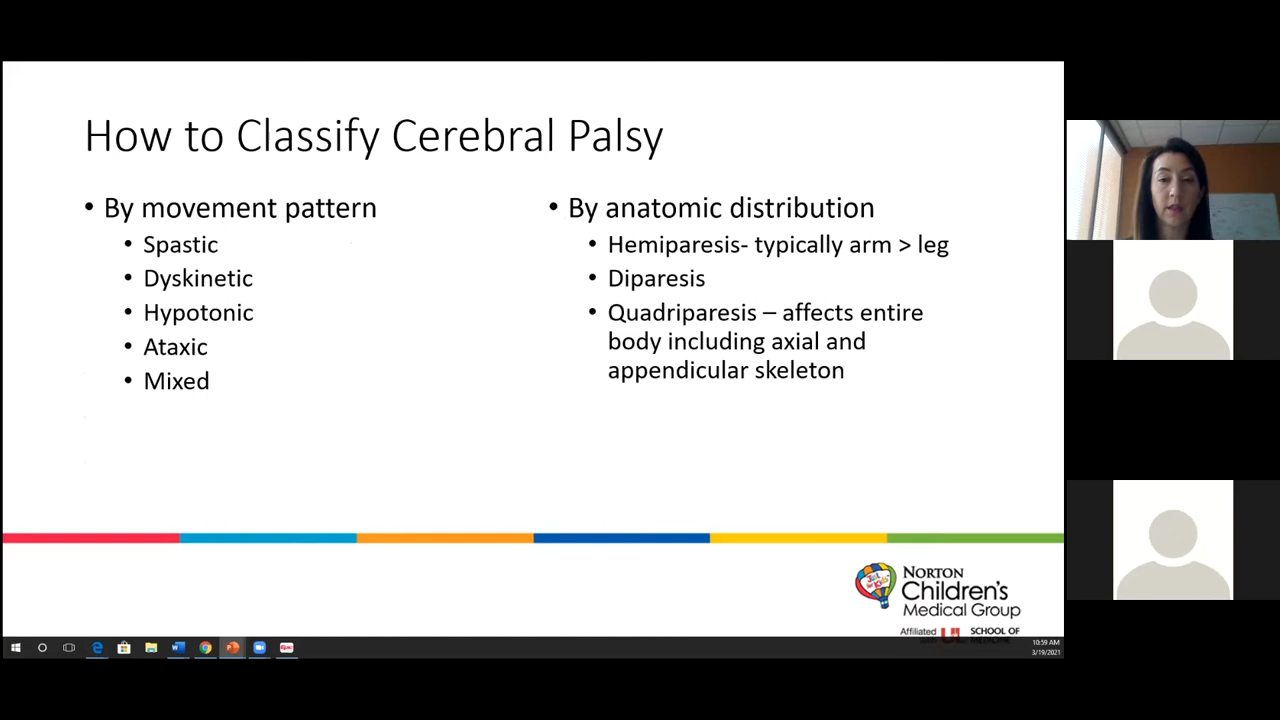 How to Classify Cerebral Palsy
• By movement pattern
• Spastic
• Dyskinetic
• Hypotonic
• Ataxic
• Mixed
• By anatomic distribution
• Hemiparesis- typically arm > leg
• Diparesis
• Quadriparesis – affects entire
body including axial and
appendicular skeleton
NORTON
Children's
Medical Group
Affiliated
SCHOOL OF
10:59 AM
3/19/2021